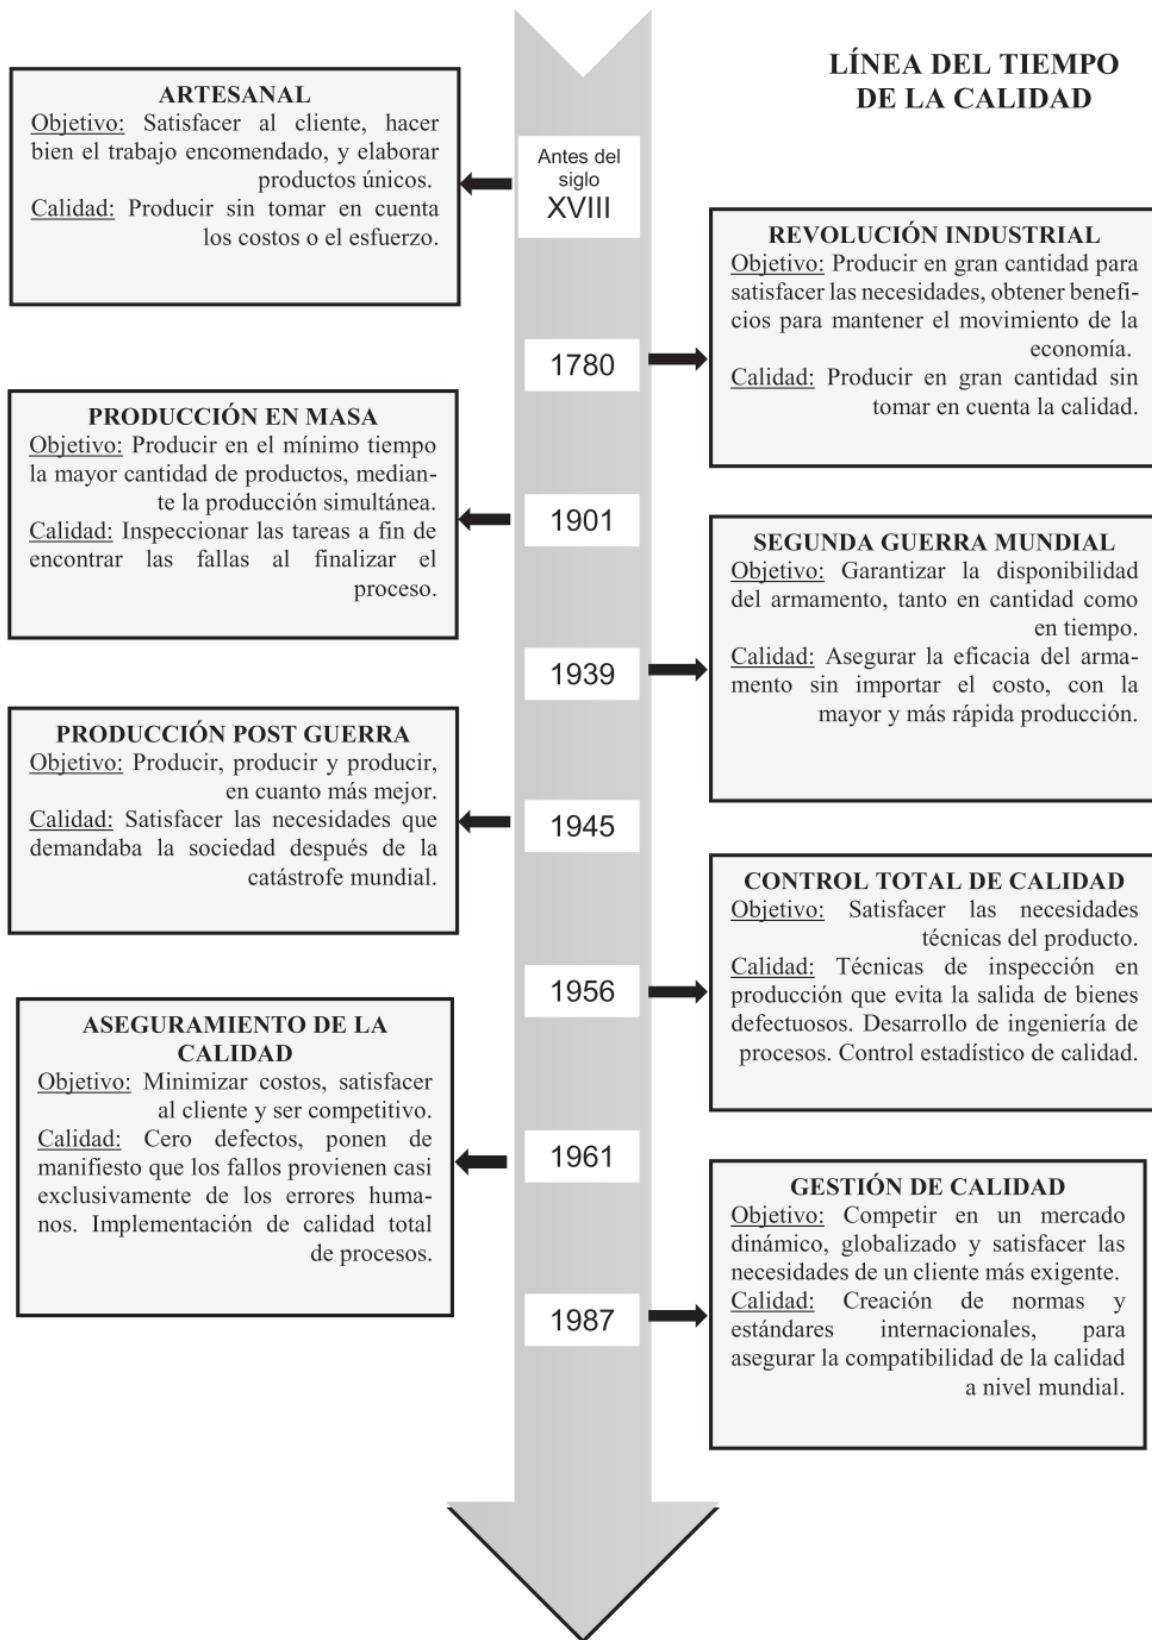 LÍNEA DEL TIEMPO
DE LA CALIDAD
ARTESANAL
Objetivo: Satisfacer al cliente, hacer
bien el trabajo encomendado, y elaborar
productos únicos.
Calidad: Producir sin tomar en cuenta
los costos o el esfuerzo.
Antes del
siglo
XVIII
REVOLUCIÓN INDUSTRIAL
Objetivo: Producir en gran cantidad para
satisfacer las necesidades, obtener benefi-
cios para mantener el movimiento de la
economía.
Calidad: Producir en gran cantidad sin
tomar en cuenta la calidad.
1780
PRODUCCIÓN EN MASA
Objetivo: Producir en el mínimo tiempo
la mayor cantidad de productos, median-
te la producción simultánea.
Calidad: Inspeccionar las tareas a fin de
encontrar las fallas al finalizar el
proceso.
1901
SEGUNDA GUERRA MUNDIAL
Objetivo: Garantizar la disponibilidad
del armamento, tanto en cantidad como
en tiempo.
Calidad: Asegurar la eficacia del arma-
mento sin importar el costo, con la
mayor y más rápida producción.
1939
PRODUCCIÓN POST GUERRA
Objetivo: Producir, producir y producir,
en cuanto más mejor.
Calidad: Satisfacer las necesidades que
demandaba la sociedad después de la
catástrofe mundial.
1945
CONTROL TOTAL DE CALIDAD
Objetivo: Satisfacer las necesidades
técnicas del producto.
Calidad: Técnicas de inspección en
producción que evita la salida de bienes
defectuosos. Desarrollo de ingeniería de
procesos. Control estadístico de calidad.
1956
ASEGURAMIENTO DE LA
CALIDAD
Objetivo: Minimizar costos, satisfacer
al cliente y ser competitivo.
Calidad: Cero defectos, ponen de
manifiesto que los fallos provienen casi
exclusivamente de los errores huma-
nos. Implementación de calidad total
de procesos.
1961
GESTIÓN DE CALIDAD
Objetivo: Competir en un mercado
dinámico, globalizado y satisfacer las
necesidades de un cliente más exigente.
Calidad: Creación de normas y
estándares internacionales, para
asegurar la compatibilidad de la calidad
a nivel mundial.
1987